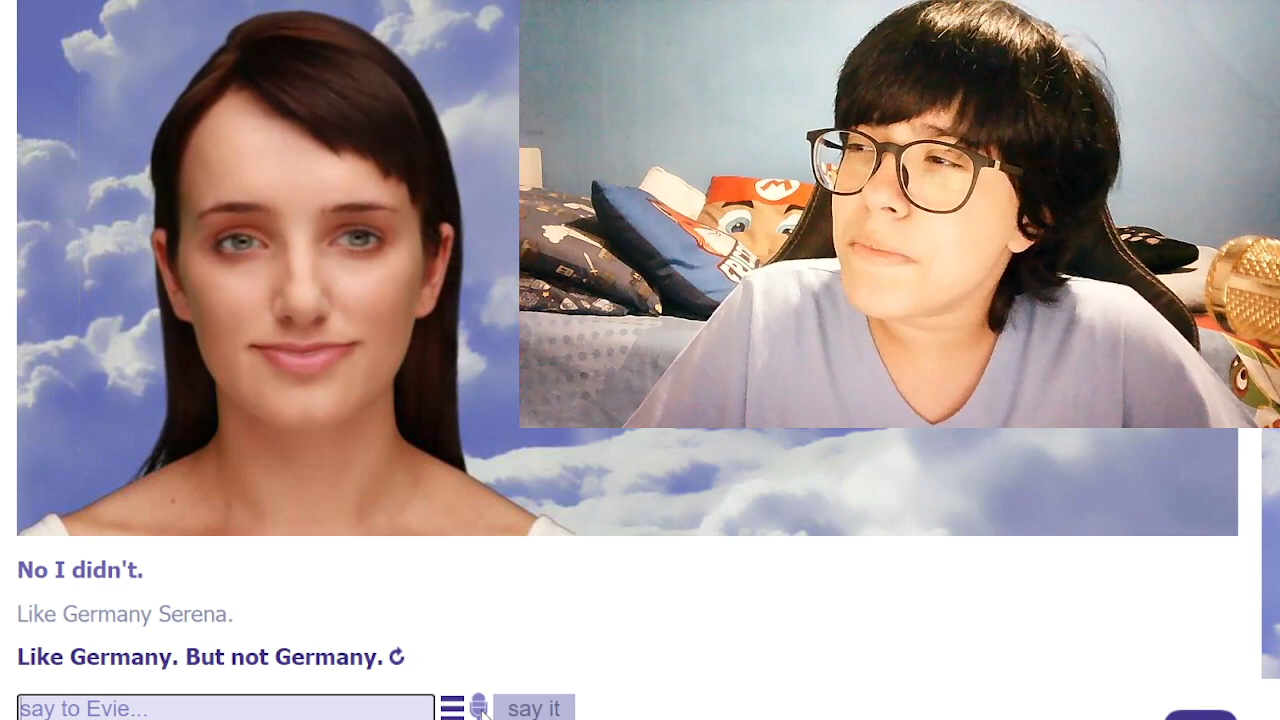 M
No I didn't.
Like Germany Serena.
Like Germany. But not Germany.
say to Evie...
say it